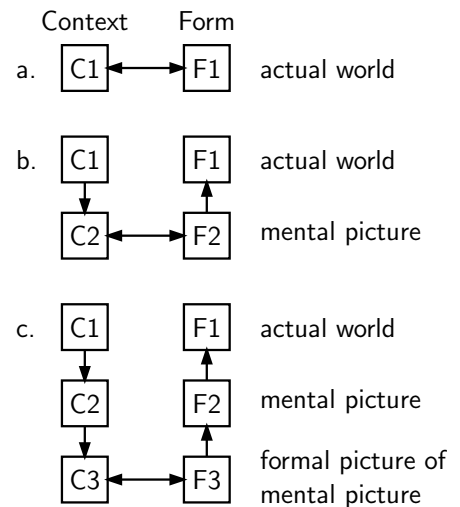 Context Form
a. C1 F1 actual world
b. C1 F1 actual world
C2 F2 mental picture
c. C1 F1 actual world
C2 F2 mental picture
C3 F3 formal picture of
mental picture